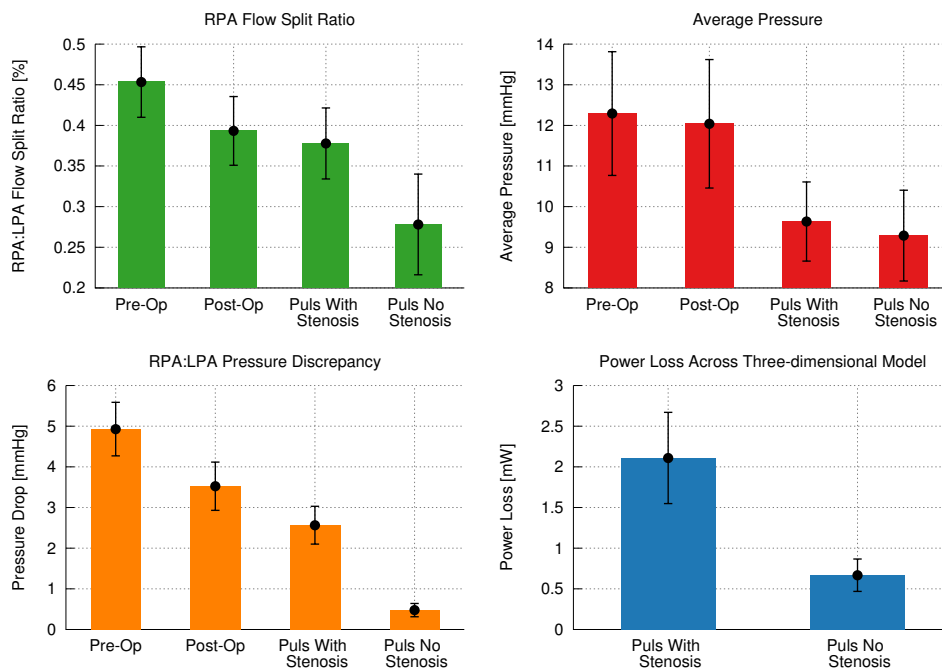 RPA Flow Split Ratio
RPA:LPA Flow Split Ratio [%]
0.5
0.45
0.4
0.35
0.3
0.25
0.2
Pre-Op
Post-Op
Puls With
Stenosis
Puls No
Stenosis
Average Pressure
Average Pressure [mmHg]
14
13
12
11
10
9
8
Pre-Op
Post-Op
Puls With
Stenosis
Puls No
Stenosis
RPA:LPA Pressure Discrepancy
Pressure Drop [mmHg]
6
5
4
3
2
1
0
Pre-Op
Post-Op
Puls With
Stenosis
Puls No
Stenosis
Power Loss Across Three-dimensional Model
Power Loss [mW]
3
2.5
2
1.5
1
0.5
0
Puls With
Stenosis
Puls No
Stenosis